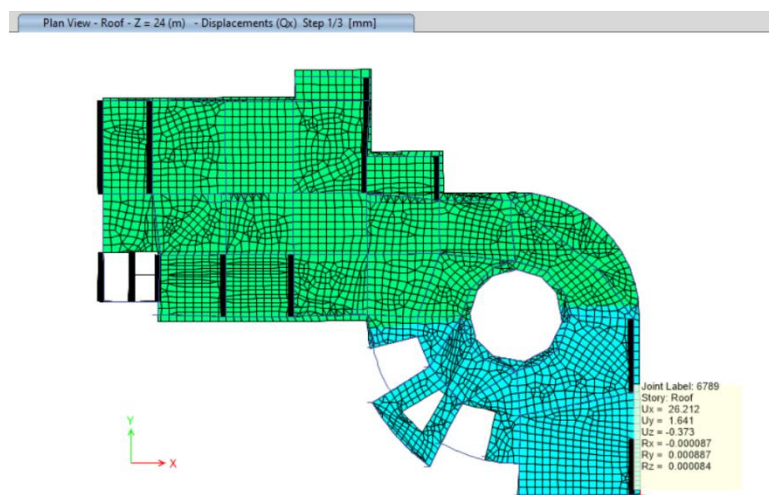 Plan View - Roof - Z = 24 (m) - Displacements (Qx) Step 1/3 [mm]
Joint Label: 6789
Story: Roof
Ux = 26.212
Uy = 1.641
Uz = -0.373
Rx = -0.000087
Ry = 0.000887
Rz = 0.000084
Y
X